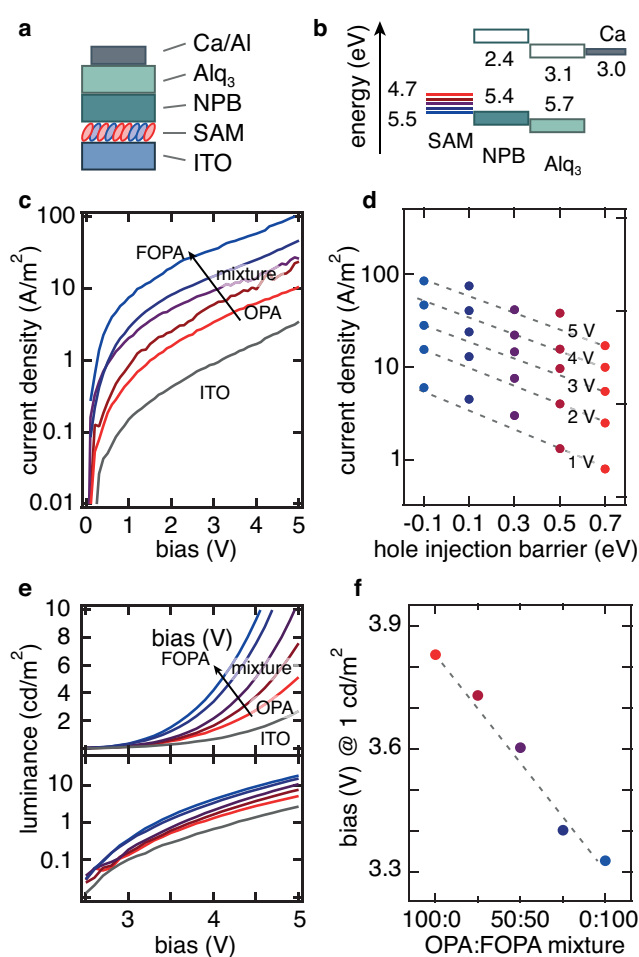 a
Ca/Al
Alq₃
NPB
SAM
ITO
b
energy (eV)
Ca
2.4
3.1
3.0
4.7
5.5
5.4
5.7
SAM
NPB
Alq₃
c
current density (A/m²)
100
10
1
0.1
0.01
FOPA
mixture
OPA
ITO
0
1
2
3
4
5
bias (V)
d
current density (A/m²)
100
10
1
5 V
4 V
3 V
2 V
1 V
-0.1
0.1
0.3
0.5
0.7
hole injection barrier (eV)
e
luminance (cd/m²)
10
8
6
4
2
bias (V)
FOPA
mixture
OPA
ITO
10
1
0.1
3
4
5
bias (V)
f
bias (V) @ 1 cd/m²
3.9
3.6
3.3
100:0
50:50
0:100
OPA:FOPA mixture